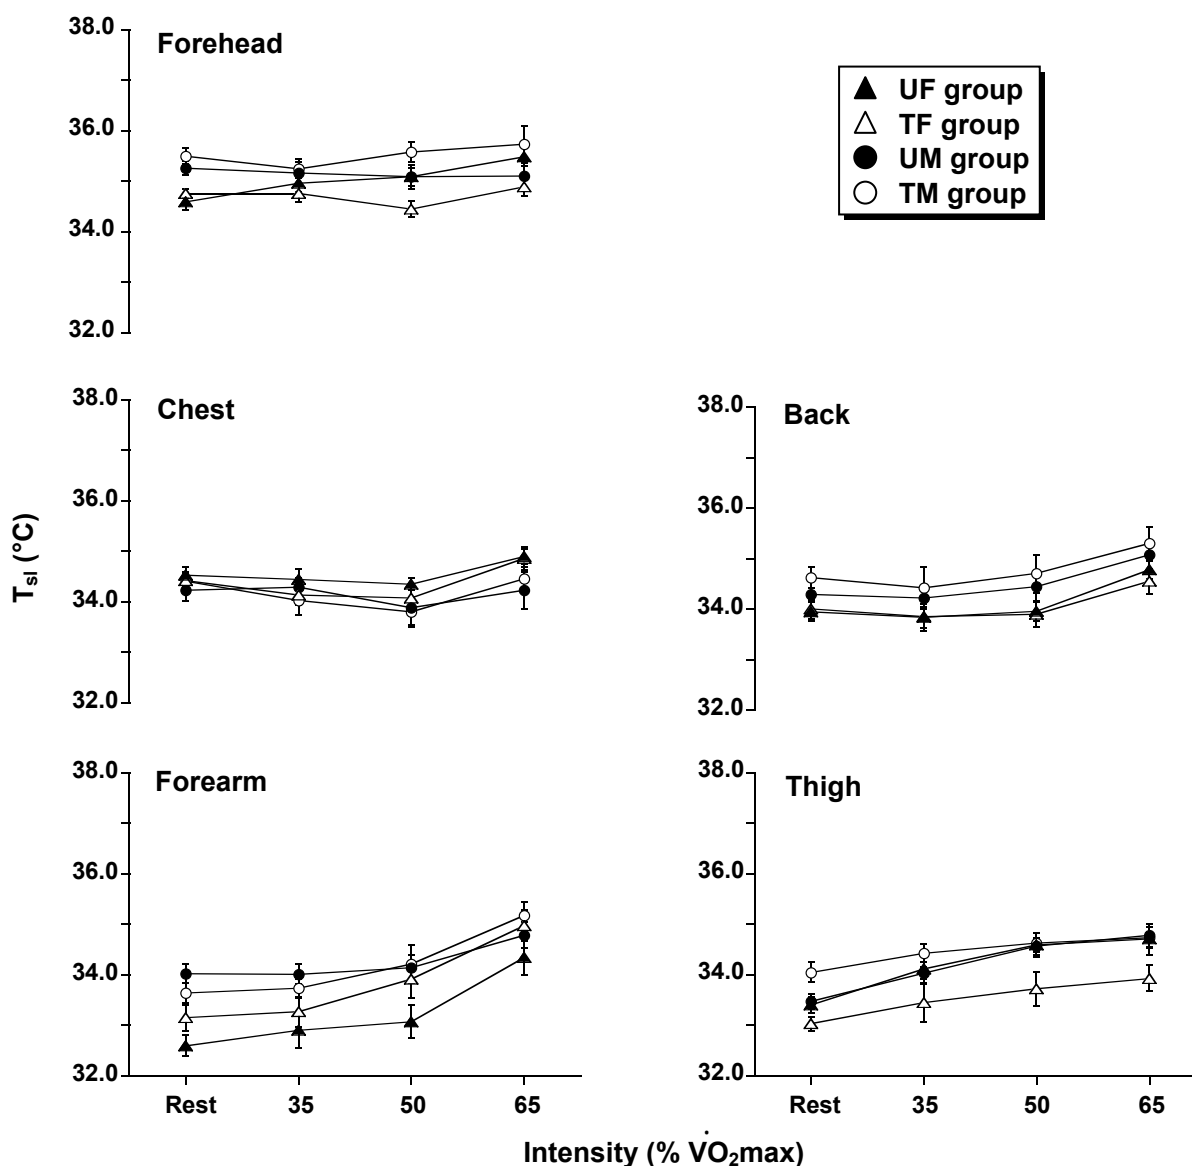 38.0
36.0
34.0
32.0
Forehead
UF group
TF group
UM group
TM group
38.0
36.0
34.0
32.0
Chest
38.0
36.0
34.0
32.0
Back
Tsl (°C)
38.0
36.0
34.0
32.0
Forearm
Rest 35 50 65
38.0
36.0
34.0
32.0
Thigh
Rest 35 50 65
Intensity (% V̇O₂max)